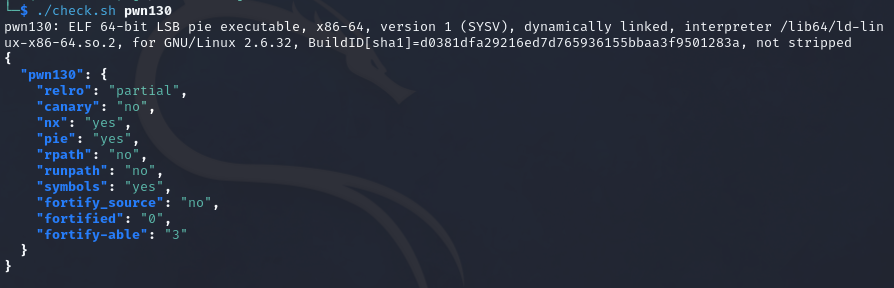 └─$ ./check.sh pwn130
pwn130: ELF 64-bit LSB pie executable, x86-64, version 1 (SYSV), dynamically linked, interpreter /lib64/ld-lin
ux-x86-64.so.2, for GNU/Linux 2.6.32, BuildID[sha1]=d0381dfa29216ed7d765936155bbaa3f9501283a, not stripped
{
  "pwn130": {
    "relro": "partial",
    "canary": "no",
    "nx": "yes",
    "pie": "yes",
    "rpath": "no",
    "runpath": "no",
    "symbols": "yes",
    "fortify_source": "no",
    "fortified": "0",
    "fortify-able": "3"
  }
}